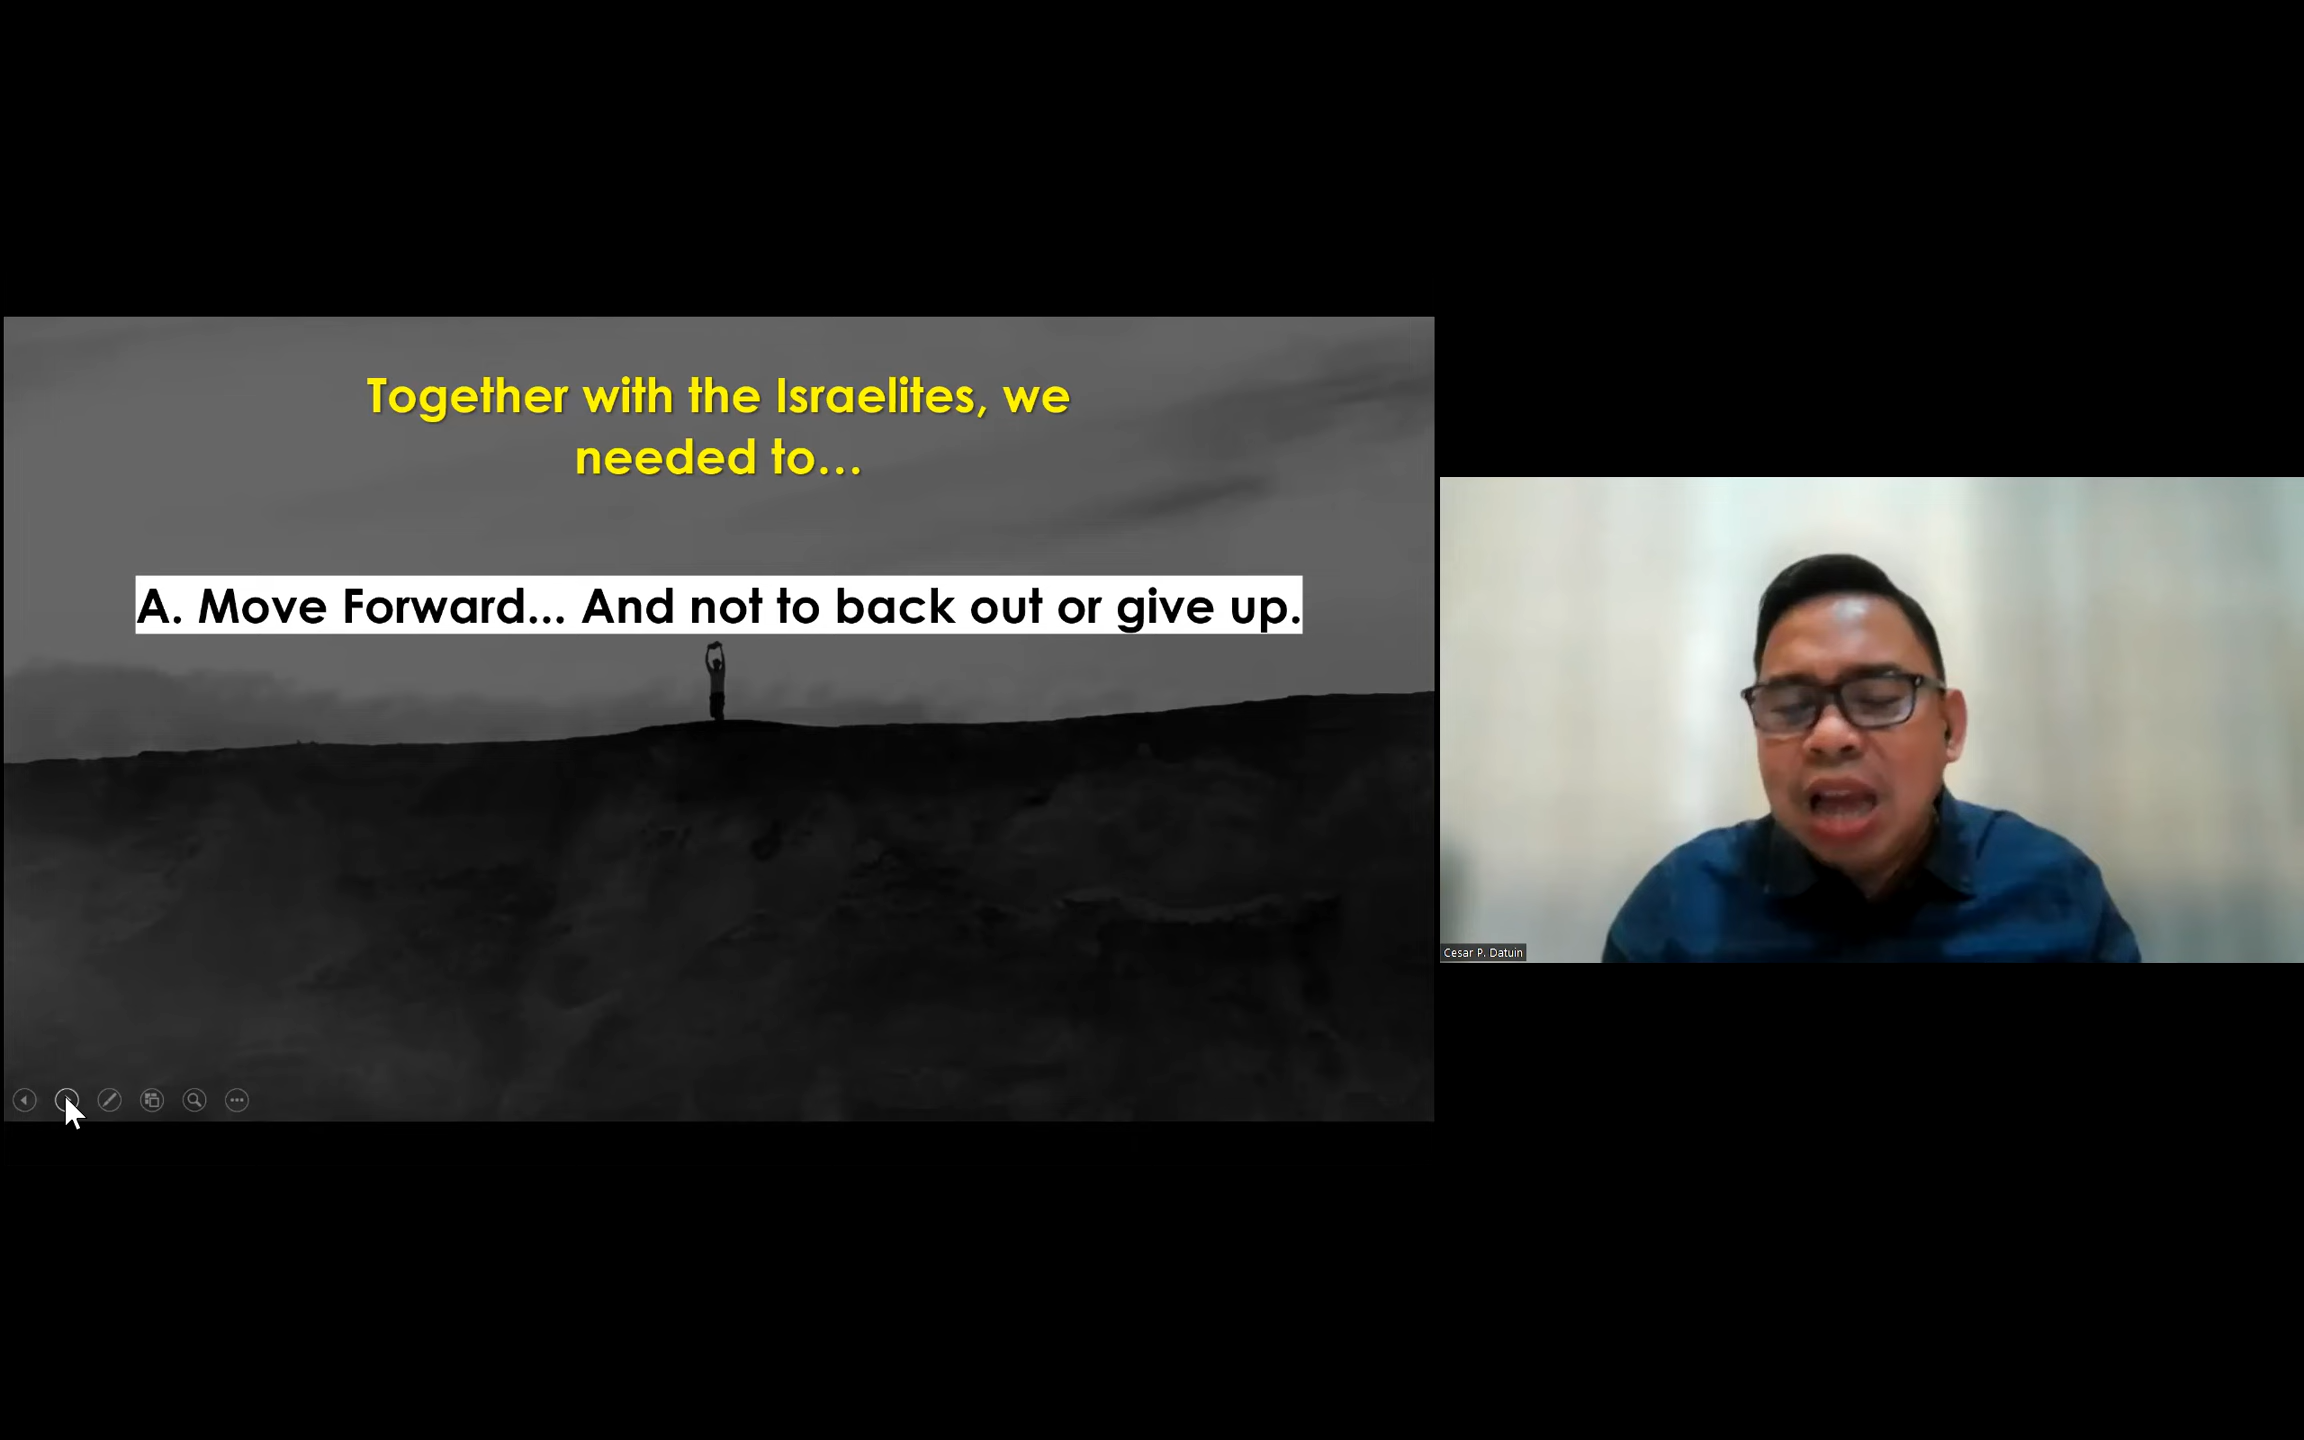 Together with the Israelites, we
needed to...
A. Move Forward... And not to back out or give up.
Cesar P. Datuin